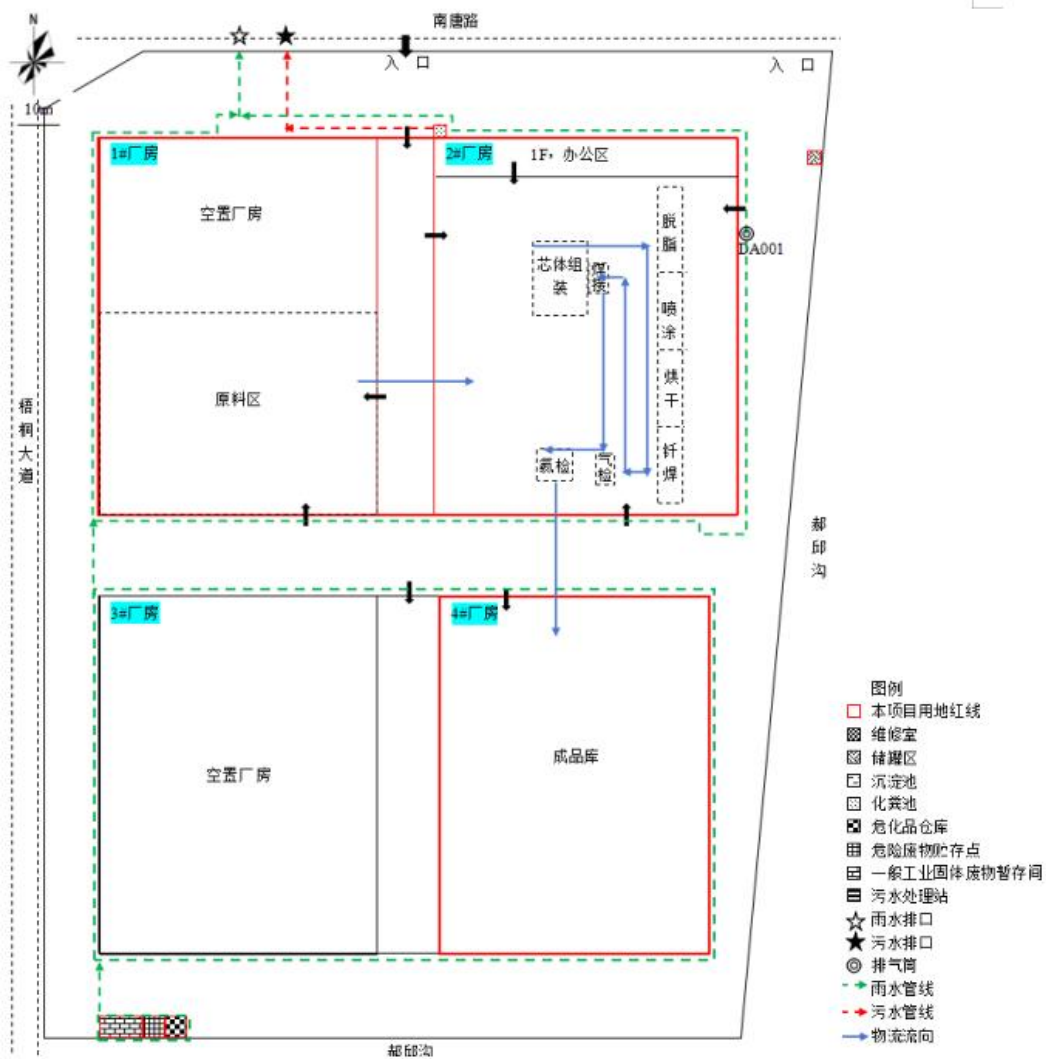 南唐路
N
入 口
入 口
10m
1#厂房
2#厂房
1F，办公区
空置厂房
脱脂
DA001
芯体组装
焊接
喷涂
烘干
原料区
梧桐大道
钎焊
氦检
气检
郝邱沟
3#厂房
4#厂房
空置厂房
成品库
图例
本项目用地红线
维修室
储罐区
沉淀池
化粪池
危化品仓库
危险废物贮存点
一般工业固体废物暂存间
污水处理站
雨水排口
污水排口
排气筒
雨水管线
污水管线
物流流向
郝邱沟